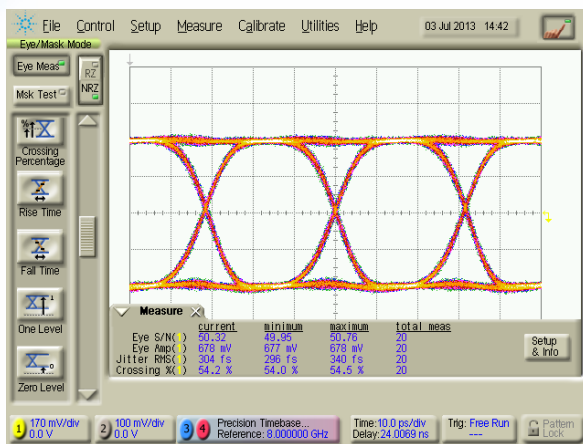 File Control Setup Measure Calibrate Utilities Help 03 Jul 2013 14:42
Eye/Mask Mode
Eye Meas
RZ
Msk Test
NRZ
Crossing
Percentage
Rise Time
Fall Time
One Level
Zero Level
Measure
current minimum maximum total meas
Eye S/N(1) 50.32 49.95 50.76 20
Eye Amp(1) 678 mV 677 mV 678 mV 20
Jitter RMS(1) 304 fs 296 fs 340 fs 20
Crossing %(1) 54.2 % 54.0 % 54.5 % 20
Setup
& Info
1 170 mV/div
0.0 V
2 100 mV/div
0.0 V
3 4 Precision Timebase...
Reference: 8.000000 GHz
Time:10.0 ps/div
Delay:24.0069 ns
Trig: Free Run
---
Pattern
Lock